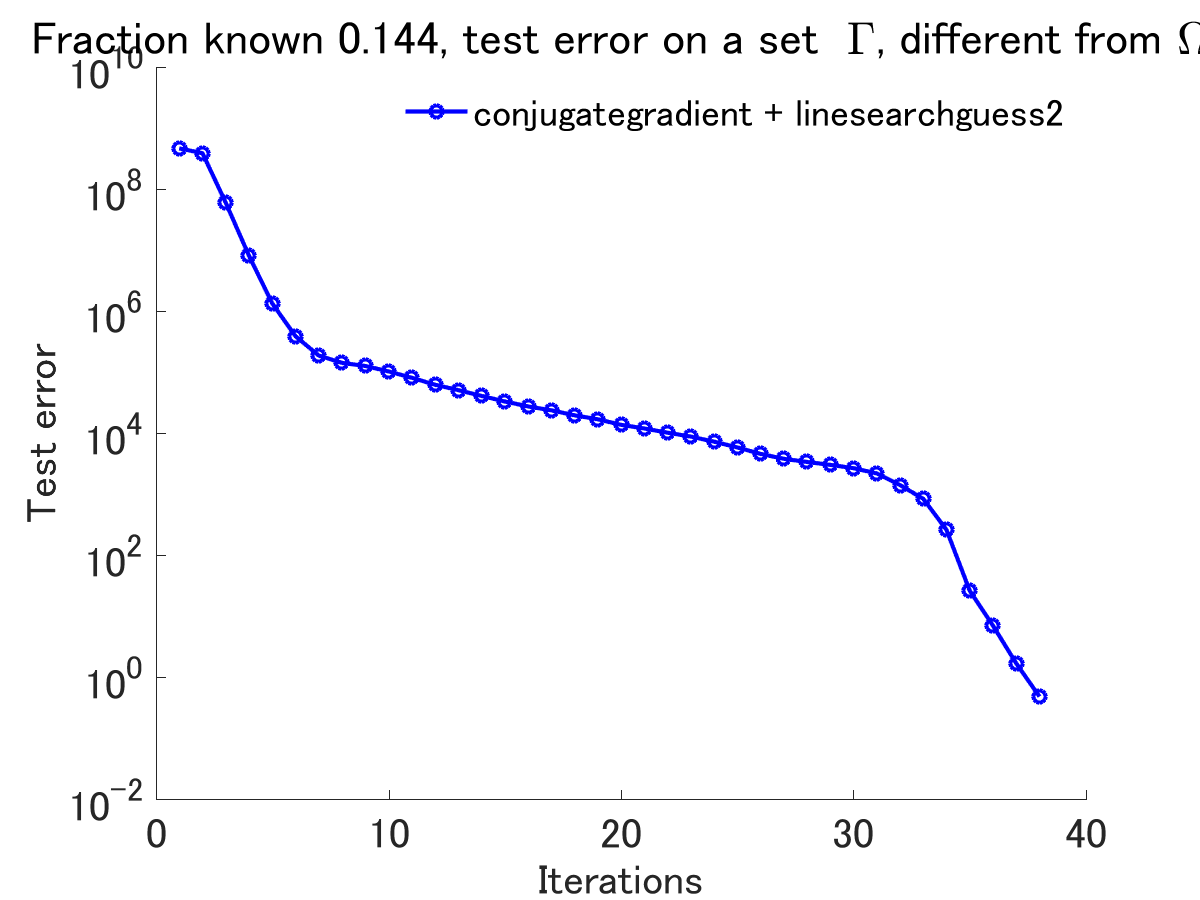 Fraction known 0.144, test error on a set Γ, different from Ω
conjugategradient + linesearchguess2
10^10
10^8
10^6
10^4
10^2
10^0
10^−2
Test error
0 10 20 30 40
Iterations